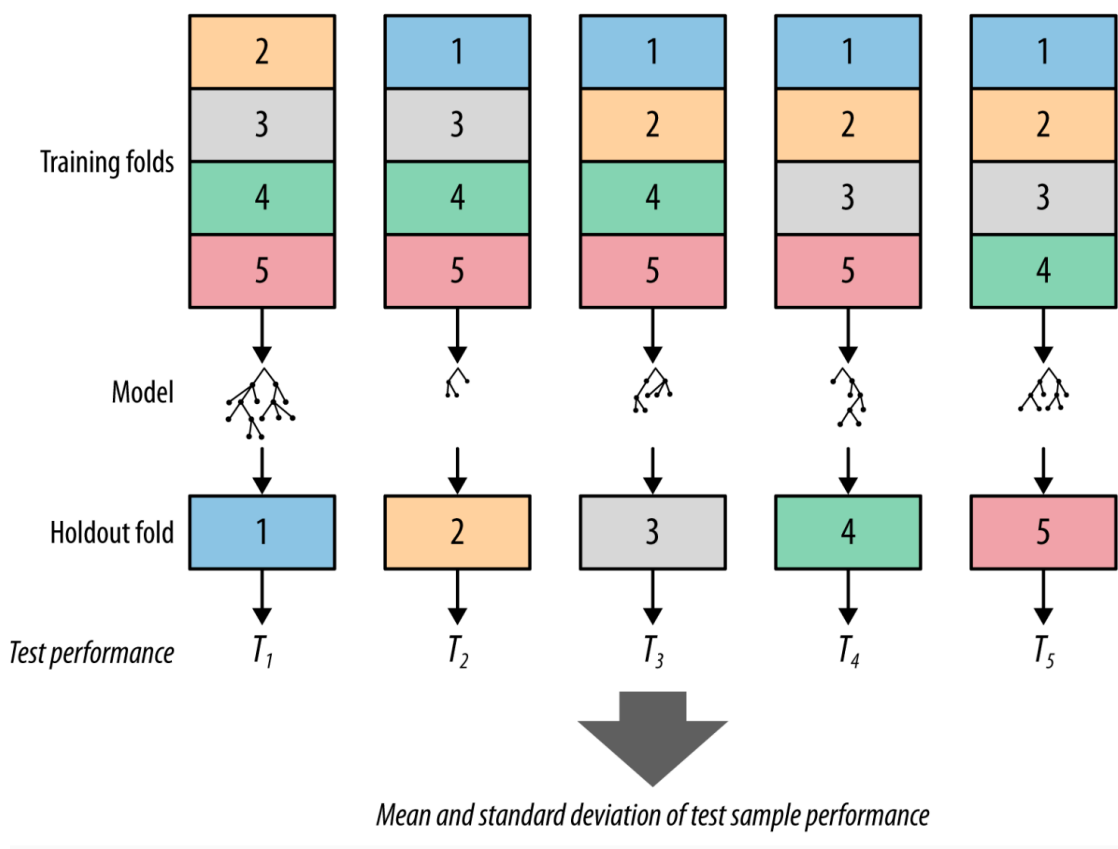 2 1 1 1 1
3 3 2 2 2
Training folds
4 4 4 3 3
5 5 5 5 4
Model
Holdout fold 1 2 3 4 5
Test performance T1 T2 T3 T4 T5
Mean and standard deviation of test sample performance